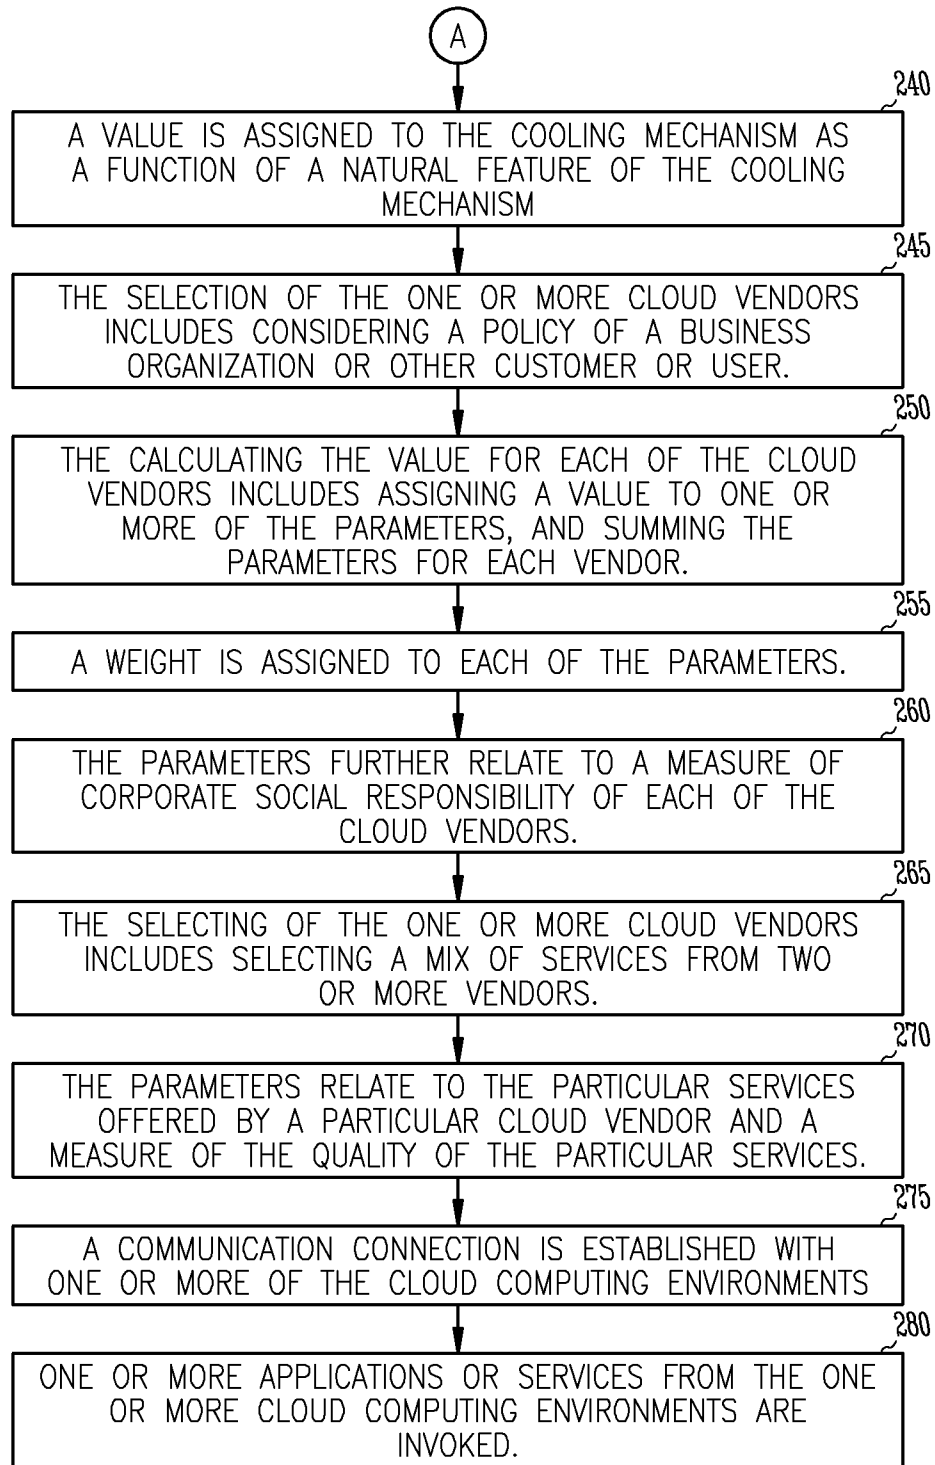 A
240
A VALUE IS ASSIGNED TO THE COOLING MECHANISM AS
A FUNCTION OF A NATURAL FEATURE OF THE COOLING
MECHANISM
245
THE SELECTION OF THE ONE OR MORE CLOUD VENDORS
INCLUDES CONSIDERING A POLICY OF A BUSINESS
ORGANIZATION OR OTHER CUSTOMER OR USER.
250
THE CALCULATING THE VALUE FOR EACH OF THE CLOUD
VENDORS INCLUDES ASSIGNING A VALUE TO ONE OR
MORE OF THE PARAMETERS, AND SUMMING THE
PARAMETERS FOR EACH VENDOR.
255
A WEIGHT IS ASSIGNED TO EACH OF THE PARAMETERS.
260
THE PARAMETERS FURTHER RELATE TO A MEASURE OF
CORPORATE SOCIAL RESPONSIBILITY OF EACH OF THE
CLOUD VENDORS.
265
THE SELECTING OF THE ONE OR MORE CLOUD VENDORS
INCLUDES SELECTING A MIX OF SERVICES FROM TWO
OR MORE VENDORS.
270
THE PARAMETERS RELATE TO THE PARTICULAR SERVICES
OFFERED BY A PARTICULAR CLOUD VENDOR AND A
MEASURE OF THE QUALITY OF THE PARTICULAR SERVICES.
275
A COMMUNICATION CONNECTION IS ESTABLISHED WITH
ONE OR MORE OF THE CLOUD COMPUTING ENVIRONMENTS
280
ONE OR MORE APPLICATIONS OR SERVICES FROM THE ONE
OR MORE CLOUD COMPUTING ENVIRONMENTS ARE
INVOKED.